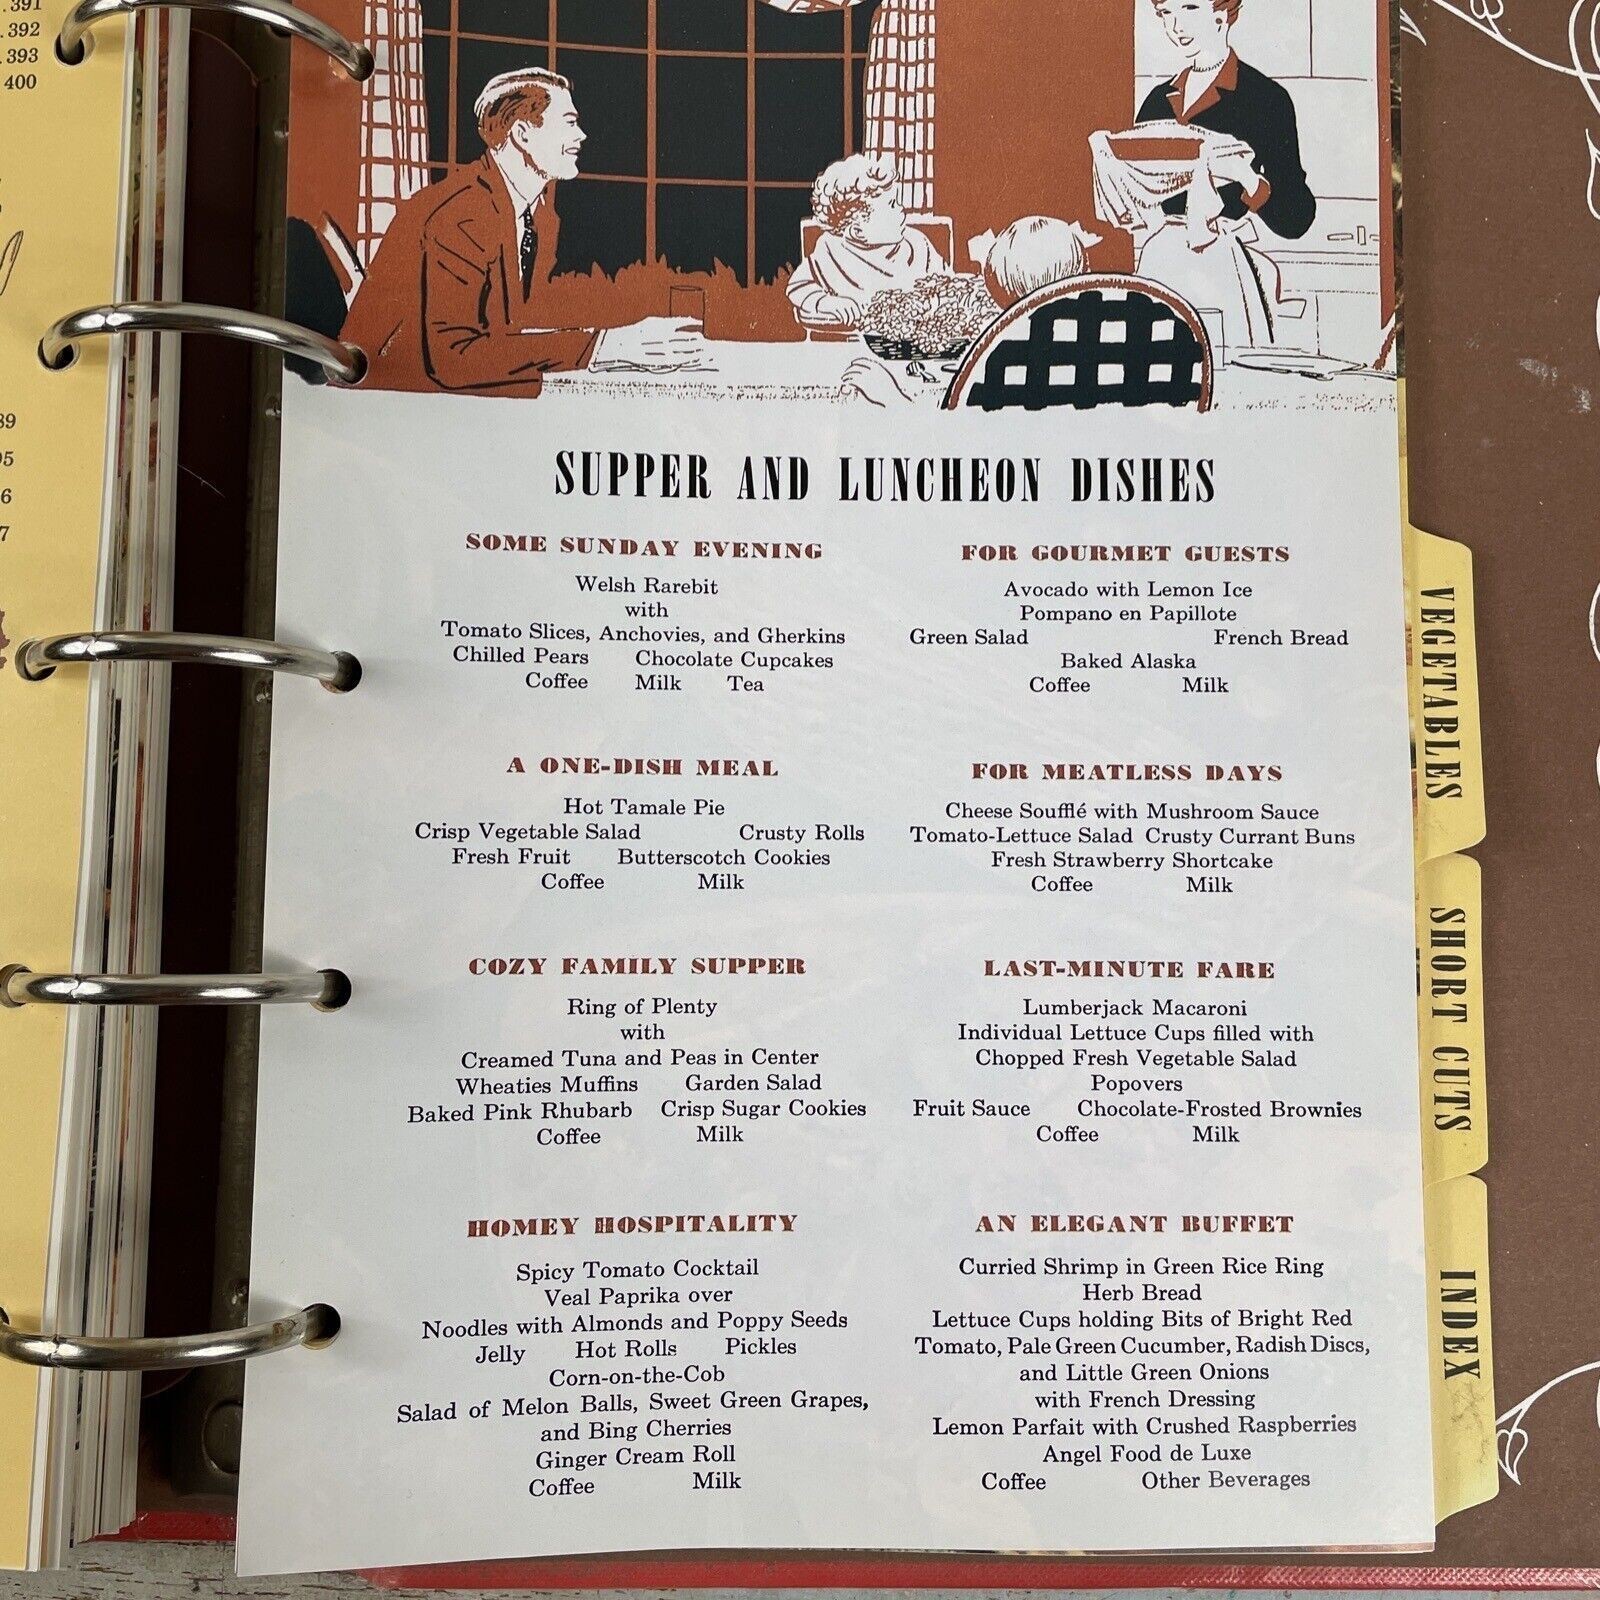 .391
.392
.393
400
89
95
6
7
SUPPER AND LUNCHEON DISHES
SOME SUNDAY EVENING
Welsh Rarebit
with
Tomato Slices, Anchovies, and Gherkins
Chilled Pears Chocolate Cupcakes
Coffee Milk Tea
A ONE-DISH MEAL
Hot Tamale Pie
Crisp Vegetable Salad Crusty Rolls
Fresh Fruit Butterscotch Cookies
Coffee Milk
COZY FAMILY SUPPER
Ring of Plenty
with
Creamed Tuna and Peas in Center
Wheaties Muffins Garden Salad
Baked Pink Rhubarb Crisp Sugar Cookies
Coffee Milk
HOMEY HOSPITALITY
Spicy Tomato Cocktail
Veal Paprika over
Noodles with Almonds and Poppy Seeds
Jelly Hot Rolls Pickles
Corn-on-the-Cob
Salad of Melon Balls, Sweet Green Grapes,
and Bing Cherries
Ginger Cream Roll
Coffee Milk
FOR GOURMET GUESTS
Avocado with Lemon Ice
Pompano en Papillote
Green Salad French Bread
Baked Alaska
Coffee Milk
FOR MEATLESS DAYS
Cheese Soufflé with Mushroom Sauce
Tomato-Lettuce Salad Crusty Currant Buns
Fresh Strawberry Shortcake
Coffee Milk
LAST-MINUTE FARE
Lumberjack Macaroni
Individual Lettuce Cups filled with
Chopped Fresh Vegetable Salad
Popovers
Fruit Sauce Chocolate-Frosted Brownies
Coffee Milk
AN ELEGANT BUFFET
Curried Shrimp in Green Rice Ring
Herb Bread
Lettuce Cups holding Bits of Bright Red
Tomato, Pale Green Cucumber, Radish Discs,
and Little Green Onions
with French Dressing
Lemon Parfait with Crushed Raspberries
Angel Food de Luxe
Coffee Other Beverages
VEGETABLES
SHORT CUTS
INDEX